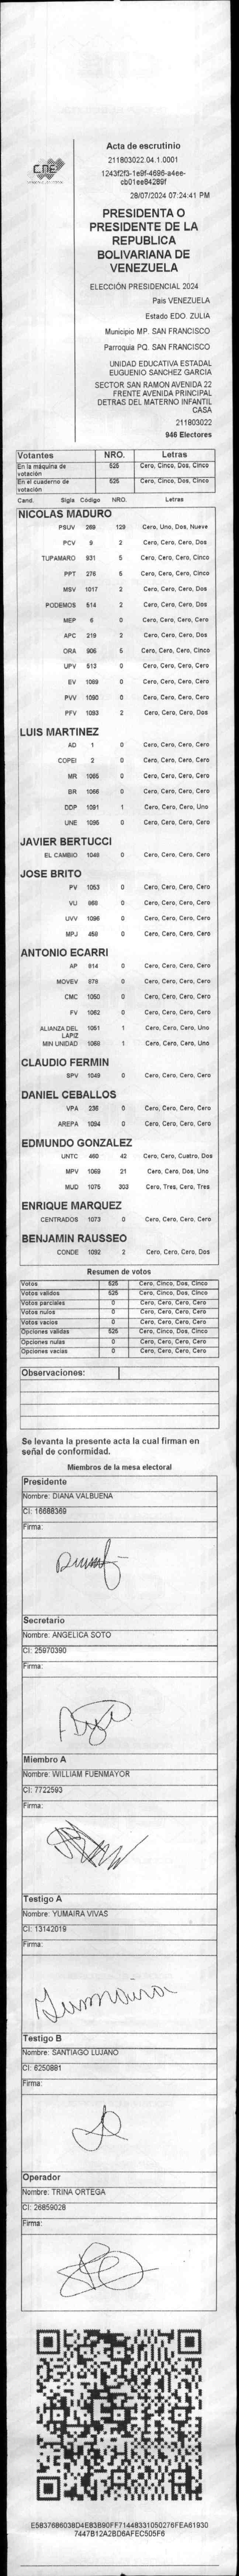 CNE
Acta de escrutinio
211803022.04.1.0001
1243f2f3-1e9f-4686-a4ee-
cb01ee84289f
28/07/2024 07:24:41 PM
PRESIDENTA O
PRESIDENTE DE LA
REPUBLICA
BOLIVARIANA DE
VENEZUELA
ELECCIÓN PRESIDENCIAL 2024
Pais VENEZUELA
Estado EDO. ZULIA
Municipio MP. SAN FRANCISCO
Parroquia PQ. SAN FRANCISCO
UNIDAD EDUCATIVA ESTADAL
EUGUENIO SANCHEZ GARCIA
SECTOR SAN RAMON AVENIDA 22
FRENTE AVENIDA PRINCIPAL
DETRAS DEL MATERNO INFANTIL
CASA
211803022
946 Electores
Votantes NRO. Letras
En la máquina de votación 525 Cero, Cinco, Dos, Cinco
En el cuaderno de votación 525 Cero, Cinco, Dos, Cinco
Cand. Sigla Código NRO. Letras
NICOLAS MADURO
PSUV 269 129 Cero, Uno, Dos, Nueve
PCV 9 2 Cero, Cero, Cero, Dos
TUPAMARO 931 5 Cero, Cero, Cero, Cinco
PPT 276 5 Cero, Cero, Cero, Cinco
MSV 1017 2 Cero, Cero, Cero, Dos
PODEMOS 514 2 Cero, Cero, Cero, Dos
MEP 6 0 Cero, Cero, Cero, Cero
APC 219 2 Cero, Cero, Cero, Dos
ORA 906 5 Cero, Cero, Cero, Cinco
UPV 513 0 Cero, Cero, Cero, Cero
EV 1089 0 Cero, Cero, Cero, Cero
PVV 1090 0 Cero, Cero, Cero, Cero
PFV 1093 2 Cero, Cero, Cero, Dos
LUIS MARTINEZ
AD 1 0 Cero, Cero, Cero, Cero
COPEI 2 0 Cero, Cero, Cero, Cero
MR 1065 0 Cero, Cero, Cero, Cero
BR 1066 0 Cero, Cero, Cero, Cero
DDP 1091 1 Cero, Cero, Cero, Uno
UNE 1095 0 Cero, Cero, Cero, Cero
JAVIER BERTUCCI
EL CAMBIO 1048 0 Cero, Cero, Cero, Cero
JOSE BRITO
PV 1053 0 Cero, Cero, Cero, Cero
VU 868 0 Cero, Cero, Cero, Cero
UVV 1096 0 Cero, Cero, Cero, Cero
MPJ 458 0 Cero, Cero, Cero, Cero
ANTONIO ECARRI
AP 914 0 Cero, Cero, Cero, Cero
MOVEV 879 0 Cero, Cero, Cero, Cero
CMC 1050 0 Cero, Cero, Cero, Cero
FV 1062 0 Cero, Cero, Cero, Cero
ALIANZA DEL LAPIZ 1051 1 Cero, Cero, Cero, Uno
MIN UNIDAD 1068 1 Cero, Cero, Cero, Uno
CLAUDIO FERMIN
SPV 1049 0 Cero, Cero, Cero, Cero
DANIEL CEBALLOS
VPA 236 0 Cero, Cero, Cero, Cero
AREPA 1094 0 Cero, Cero, Cero, Cero
EDMUNDO GONZALEZ
UNTC 460 42 Cero, Cero, Cuatro, Dos
MPV 1069 21 Cero, Cero, Dos, Uno
MUD 1075 303 Cero, Tres, Cero, Tres
ENRIQUE MARQUEZ
CENTRADOS 1073 0 Cero, Cero, Cero, Cero
BENJAMIN RAUSSEO
CONDE 1092 2 Cero, Cero, Cero, Dos
Resumen de votos
Votos 525 Cero, Cinco, Dos, Cinco
Votos validos 525 Cero, Cinco, Dos, Cinco
Votos parciales 0 Cero, Cero, Cero, Cero
Votos nulos 0 Cero, Cero, Cero, Cero
Votos vacios 0 Cero, Cero, Cero, Cero
Opciones validas 525 Cero, Cinco, Dos, Cinco
Opciones nulas 0 Cero, Cero, Cero, Cero
Opciones vacias 0 Cero, Cero, Cero, Cero
Observaciones:
Se levanta la presente acta la cual firman en
señal de conformidad.
Miembros de la mesa electoral
Presidente
Nombre: DIANA VALBUENA
CI: 16688369
Firma:
Secretario
Nombre: ANGELICA SOTO
CI: 25970390
Firma:
Miembro A
Nombre: WILLIAM FUENMAYOR
CI: 7722593
Firma:
Testigo A
Nombre: YUMAIRA VIVAS
CI: 13142019
Firma:
Yumaira
Testigo B
Nombre: SANTIAGO LUJANO
CI: 6250881
Firma:
Operador
Nombre: TRINA ORTEGA
CI: 26859028
Firma:
E5837686038D4E83B90FF71448331050276FEA61930
7447B12A2BD6AFEC505F6